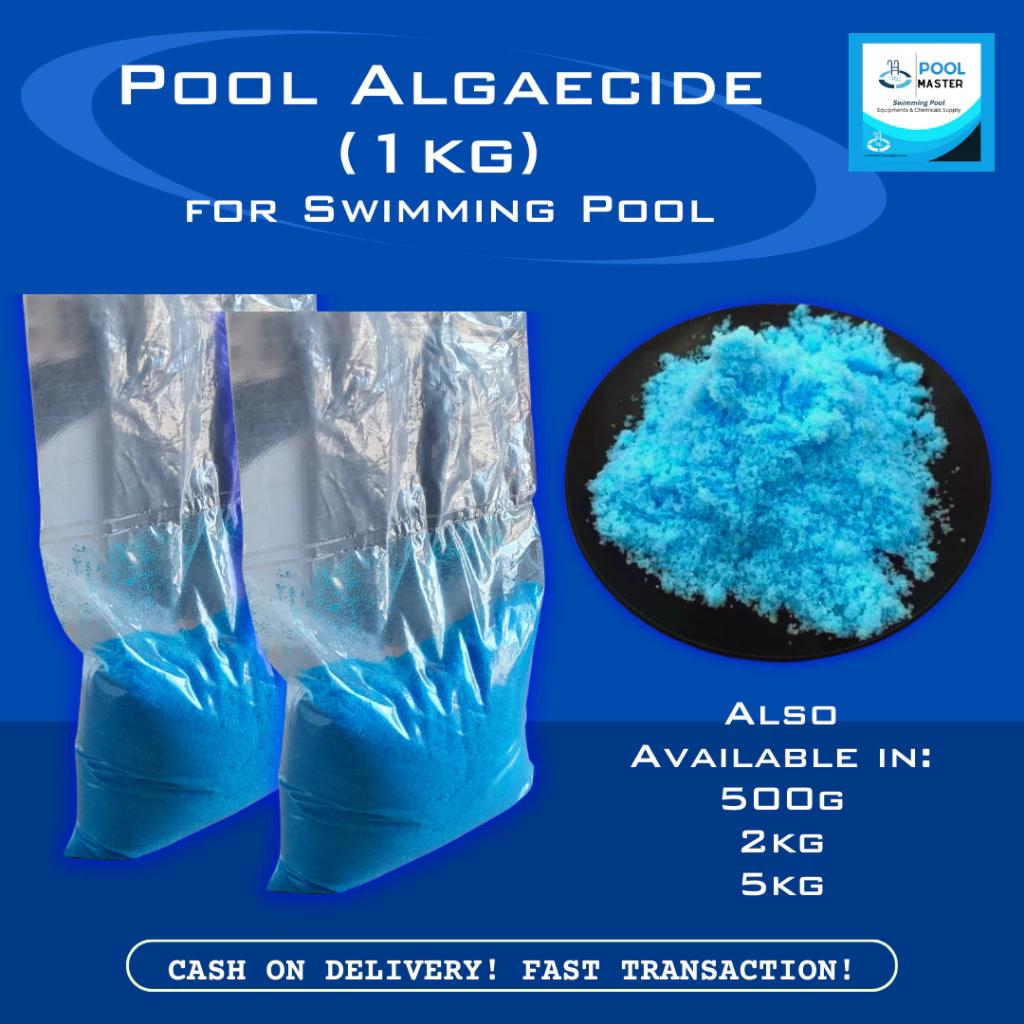 Pool Algaecide
(1kg)
for Swimming Pool
POOL
MASTER
Swimming Pool
Equipments & Chemicals Supply
Also
Available in:
500g
2kg
5kg
CASH ON DELIVERY! FAST TRANSACTION!